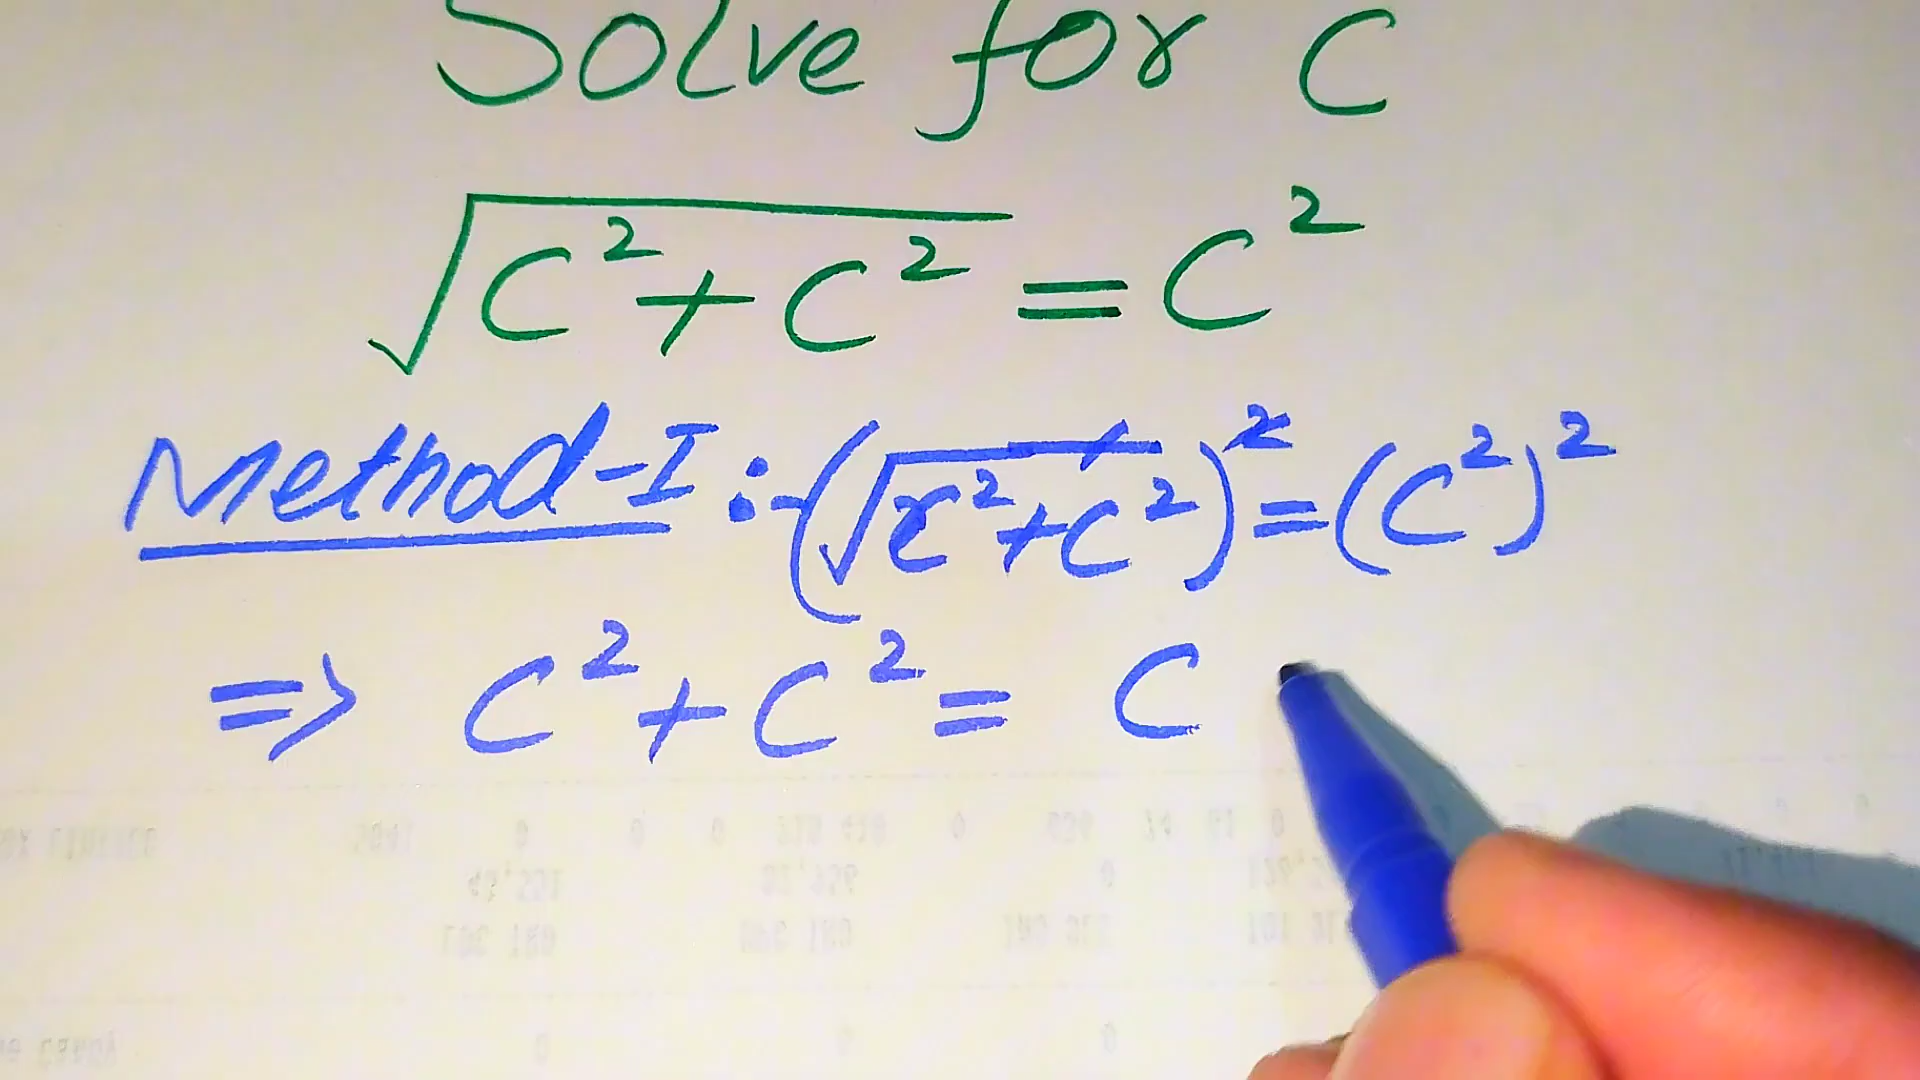 Solve for C
√C²+C² = C²
Method-I :- (√C²+C²)² = (C²)²
=> C²+C² = C